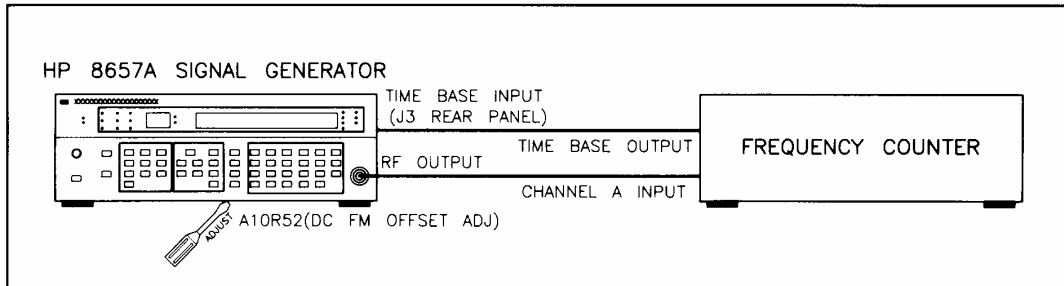 HP 8657A SIGNAL GENERATOR
TIME BASE INPUT
(J3 REAR PANEL)
TIME BASE OUTPUT
RF OUTPUT
CHANNEL A INPUT
FREQUENCY COUNTER
ADJUST
A10R52(DC FM OFFSET ADJ)